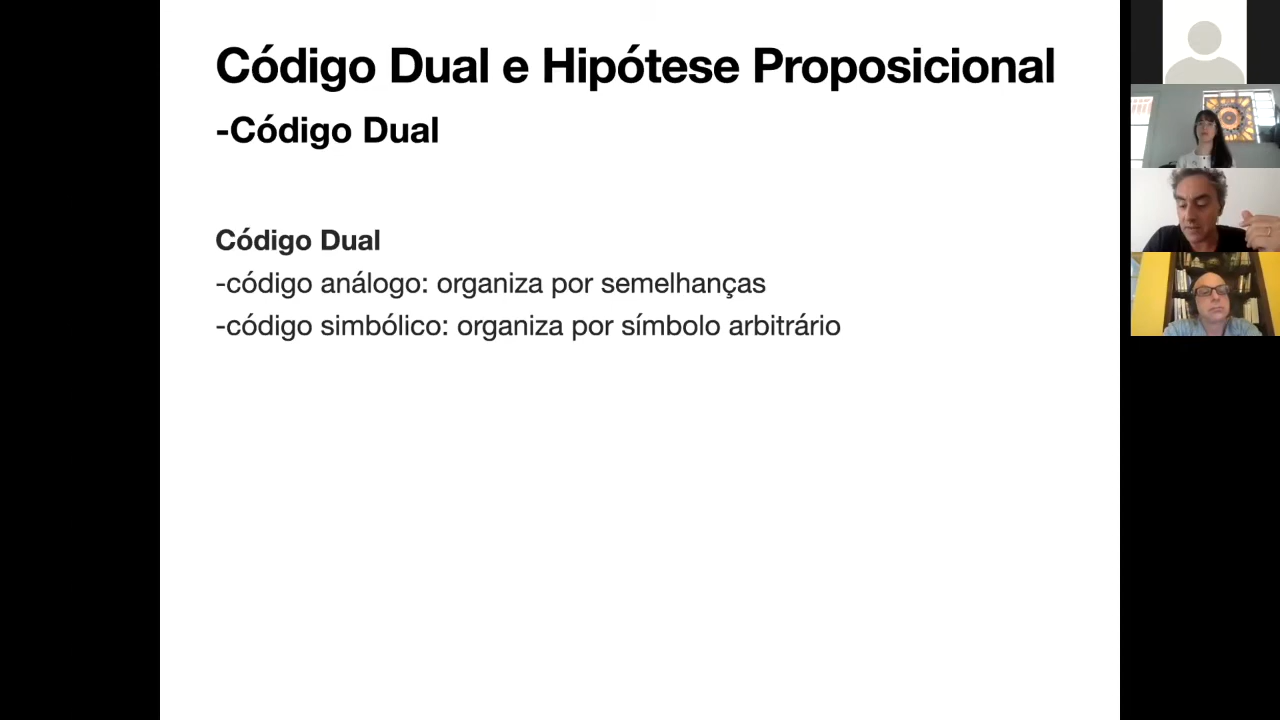 Código Dual e Hipótese Proposicional
-Código Dual
Código Dual
-código análogo: organiza por semelhanças
-código simbólico: organiza por símbolo arbitrário